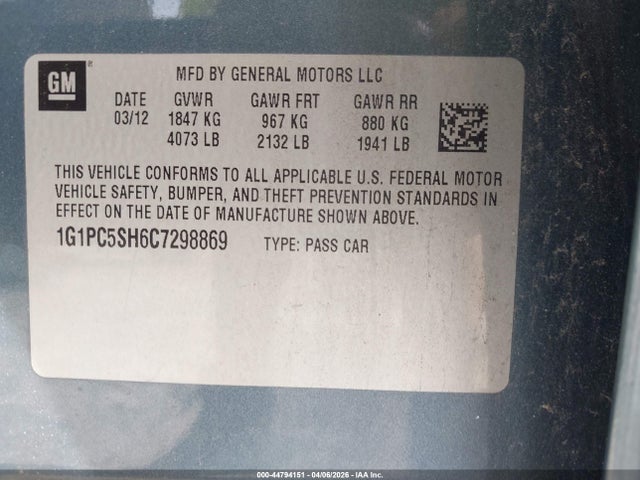 GM ®
MFD BY GENERAL MOTORS LLC
DATE GVWR GAWR FRT GAWR RR
03/12 1847 KG 967 KG 880 KG
4073 LB 2132 LB 1941 LB
THIS VEHICLE CONFORMS TO ALL APPLICABLE U.S. FEDERAL MOTOR
VEHICLE SAFETY, BUMPER, AND THEFT PREVENTION STANDARDS IN
EFFECT ON THE DATE OF MANUFACTURE SHOWN ABOVE.
1G1PC5SH6C7298869 TYPE: PASS CAR
000-44794151 - 04/06/2026 - IAA Inc.